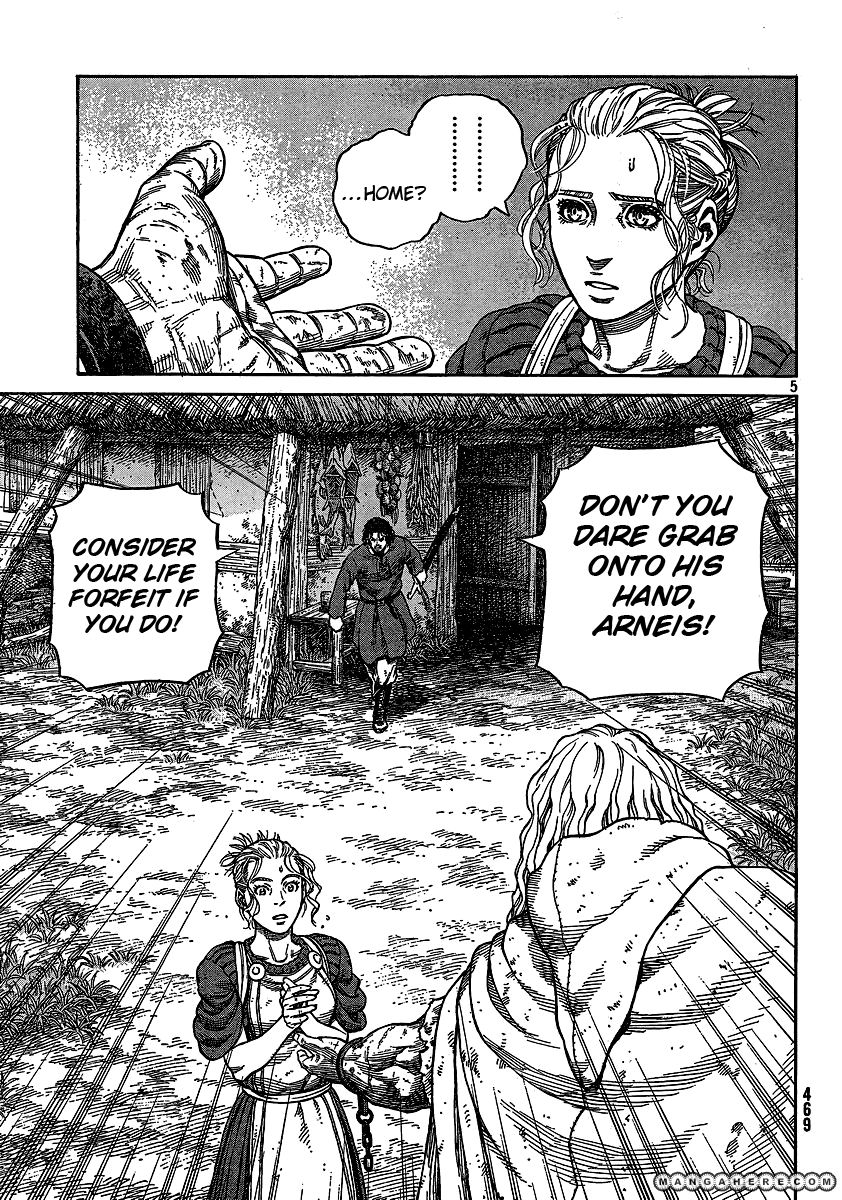 ......
...HOME?
5
DON'T YOU
DARE GRAB
ONTO HIS
HAND,
ARNEIS!
CONSIDER
YOUR LIFE
FORFEIT IF
YOU DO!
469
MANGAHERE.COM